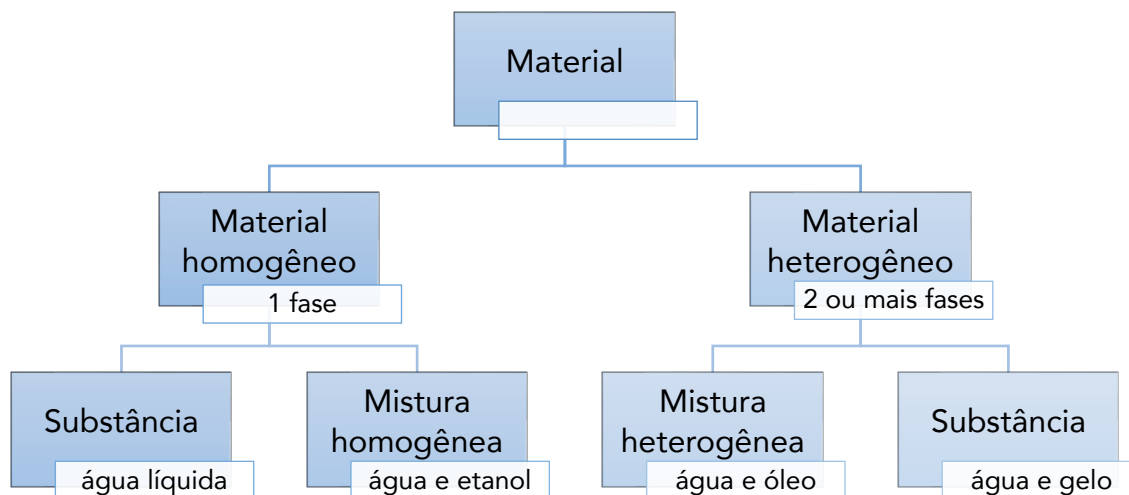 Material
Material
homogêneo
1 fase
Material
heterogêneo
2 ou mais fases
Substância
água líquida
Mistura
homogênea
água e etanol
Mistura
heterogênea
água e óleo
Substância
água e gelo